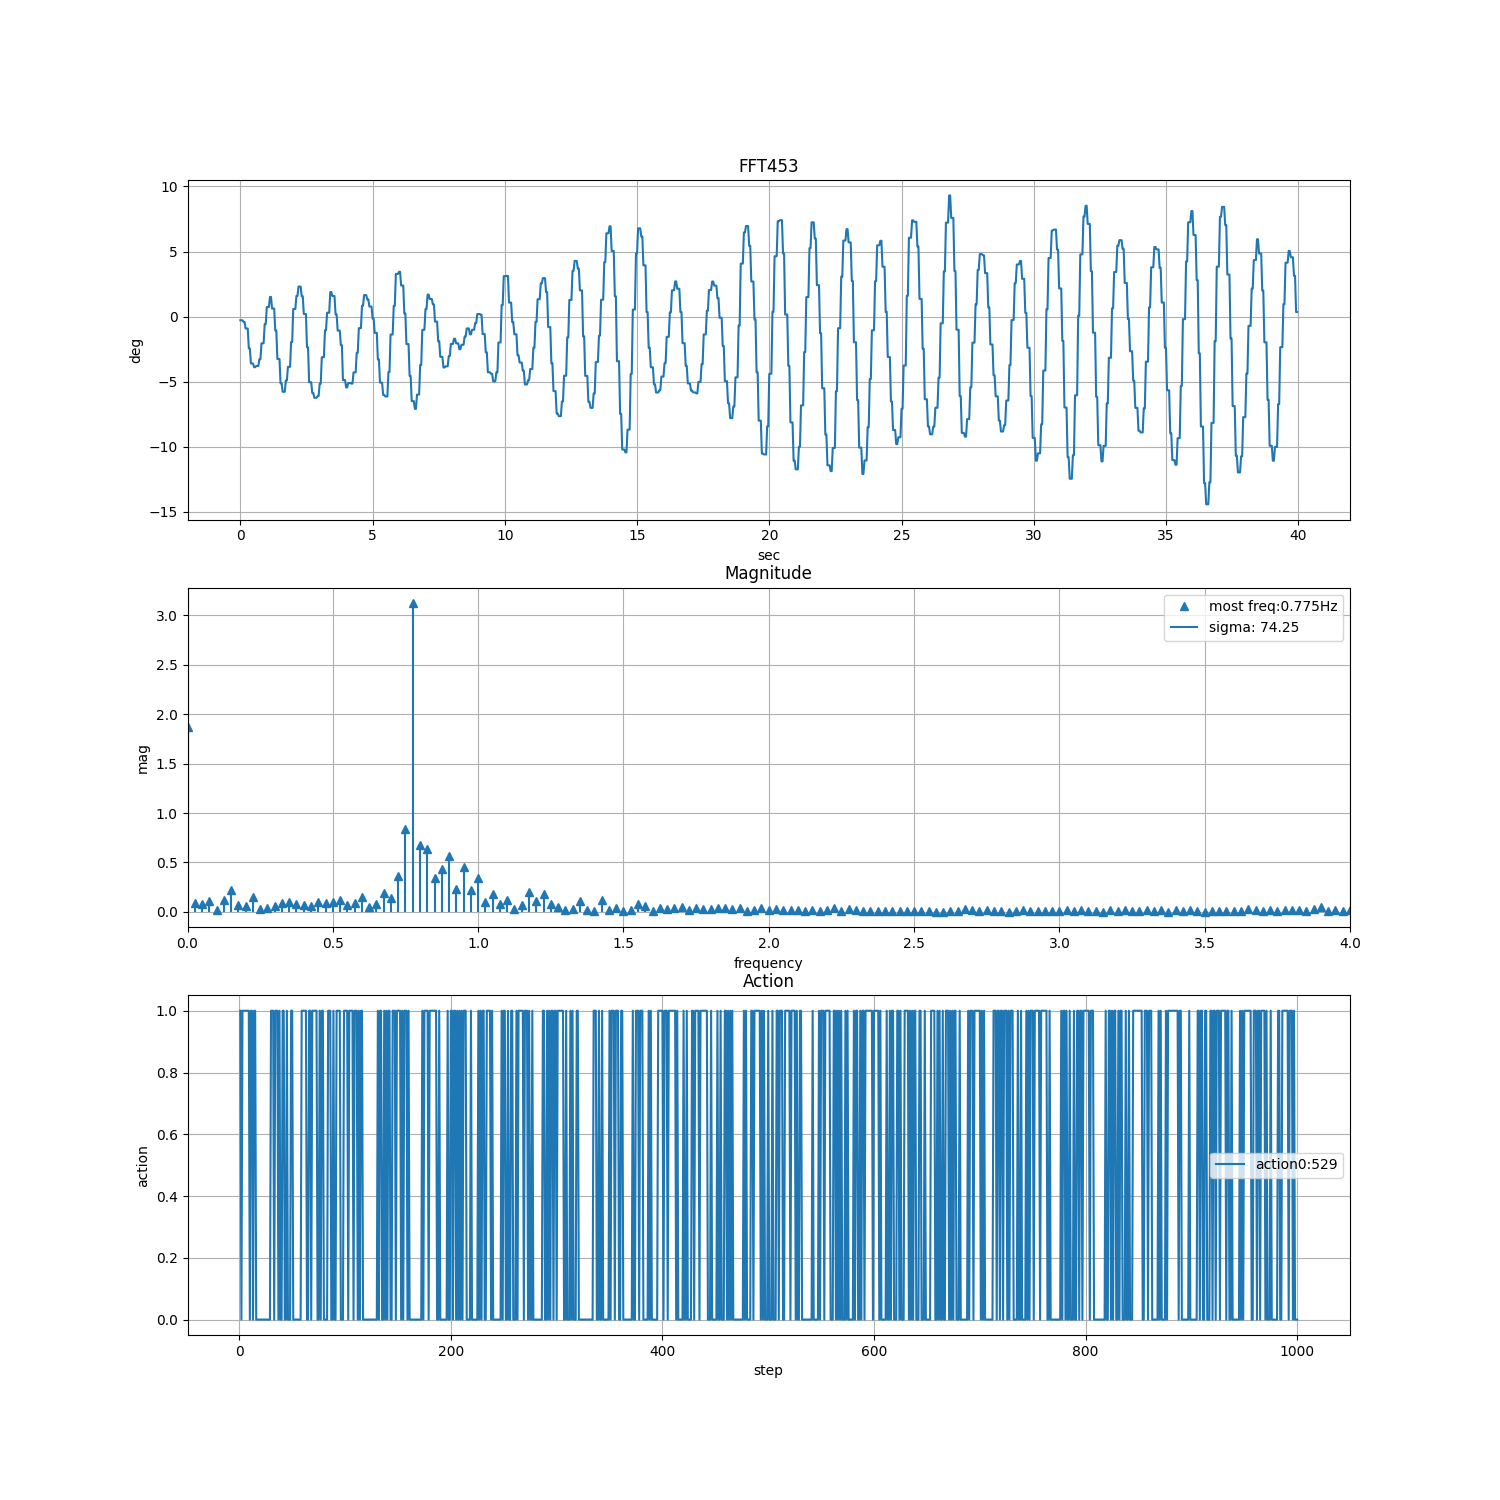 FFT453
10
5
0
−5
−10
−15
deg
0 5 10 15 20 25 30 35 40
sec
Magnitude
3.0
2.5
2.0
1.5
1.0
0.5
0.0
mag
most freq:0.775Hz
sigma: 74.25
0.0 0.5 1.0 1.5 2.0 2.5 3.0 3.5 4.0
frequency
Action
1.0
0.8
0.6
0.4
0.2
0.0
action
action0:529
0 200 400 600 800 1000
step